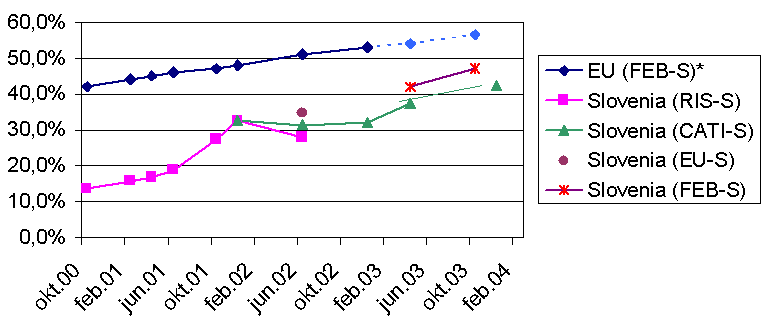 60,0%
50,0%
40,0%
30,0%
20,0%
10,0%
0,0%
okt.00
feb.01
jun.01
okt.01
feb.02
jun.02
okt.02
feb.03
jun.03
okt.03
feb.04
EU (FEB-S)*
Slovenia (RIS-S)
Slovenia (CATI-S)
Slovenia (EU-S)
Slovenia (FEB-S)